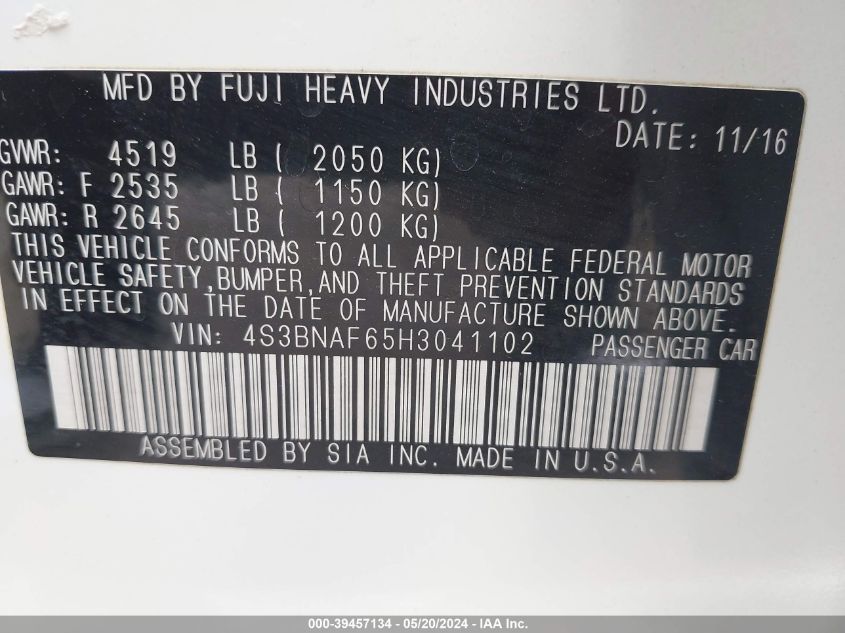 MFD BY FUJI HEAVY INDUSTRIES LTD.
DATE: 11/16
GVWR: 4519 LB ( 2050 KG)
GAWR: F 2535 LB ( 1150 KG)
GAWR: R 2645 LB ( 1200 KG)
THIS VEHICLE CONFORMS TO ALL APPLICABLE FEDERAL MOTOR
VEHICLE SAFETY,BUMPER,AND THEFT PREVENTION STANDARDS
IN EFFECT ON THE DATE OF MANUFACTURE SHOWN ABOVE.
VIN: 4S3BNAF65H3041102 PASSENGER CAR
ASSEMBLED BY SIA INC. MADE IN U.S.A.
000-39457134 - 05/20/2024 - IAA Inc.